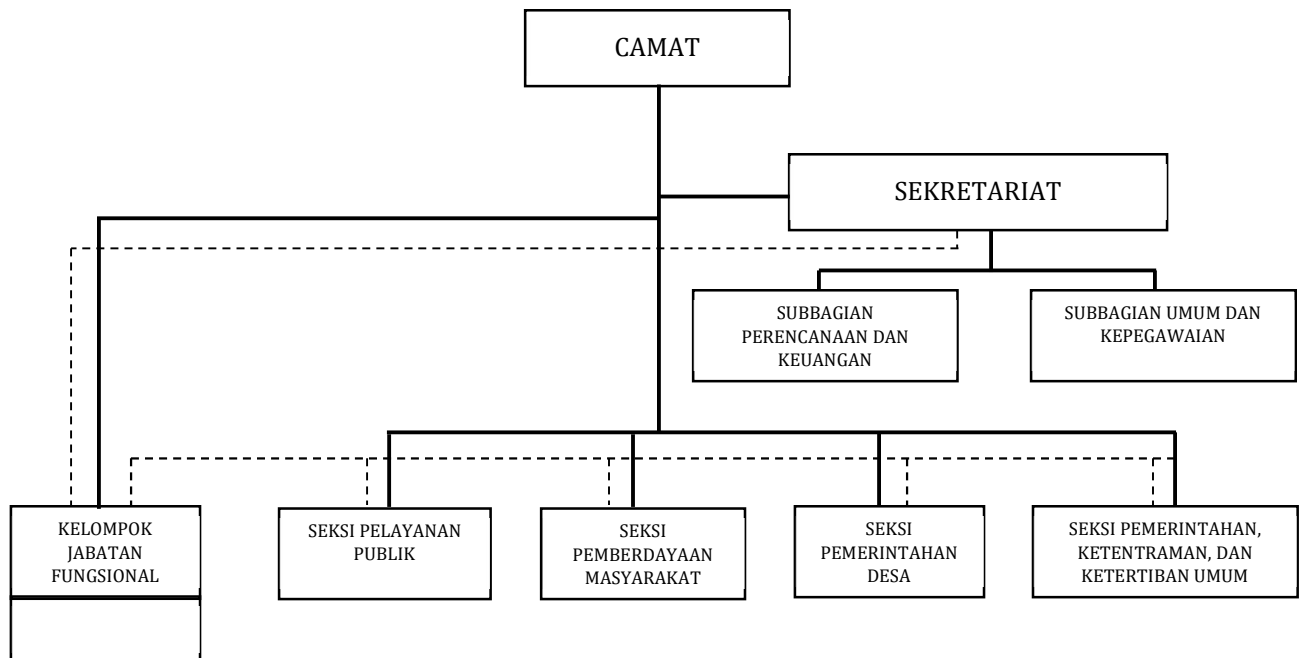 CAMAT
SEKRETARIAT
SUBBAGIAN
PERENCANAAN DAN
KEUANGAN
SUBBAGIAN UMUM DAN
KEPEGAWAIAN
KELOMPOK
JABATAN
FUNGSIONAL
SEKSI PELAYANAN
PUBLIK
SEKSI
PEMBERDAYAAN
MASYARAKAT
SEKSI
PEMERINTAHAN
DESA
SEKSI PEMERINTAHAN,
KETENTRAMAN, DAN
KETERTIBAN UMUM